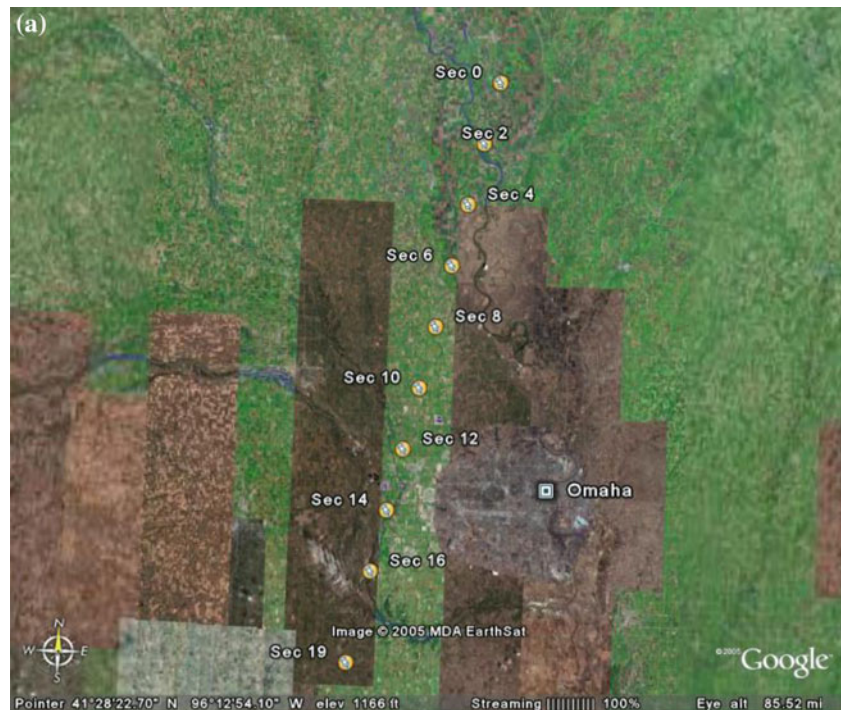 (a)
Sec 0
Sec 2
Sec 4
Sec 6
Sec 8
Sec 10
Sec 12
Omaha
Sec 14
Sec 16
Image © 2005 MDA EarthSat
N
W E
S
Sec 19
©2005 Google™
Pointer 41°28'22.70" N 96°12'54.10" W elev 1166 ft Streaming |||||||||| 100% Eye alt 85.52 mi